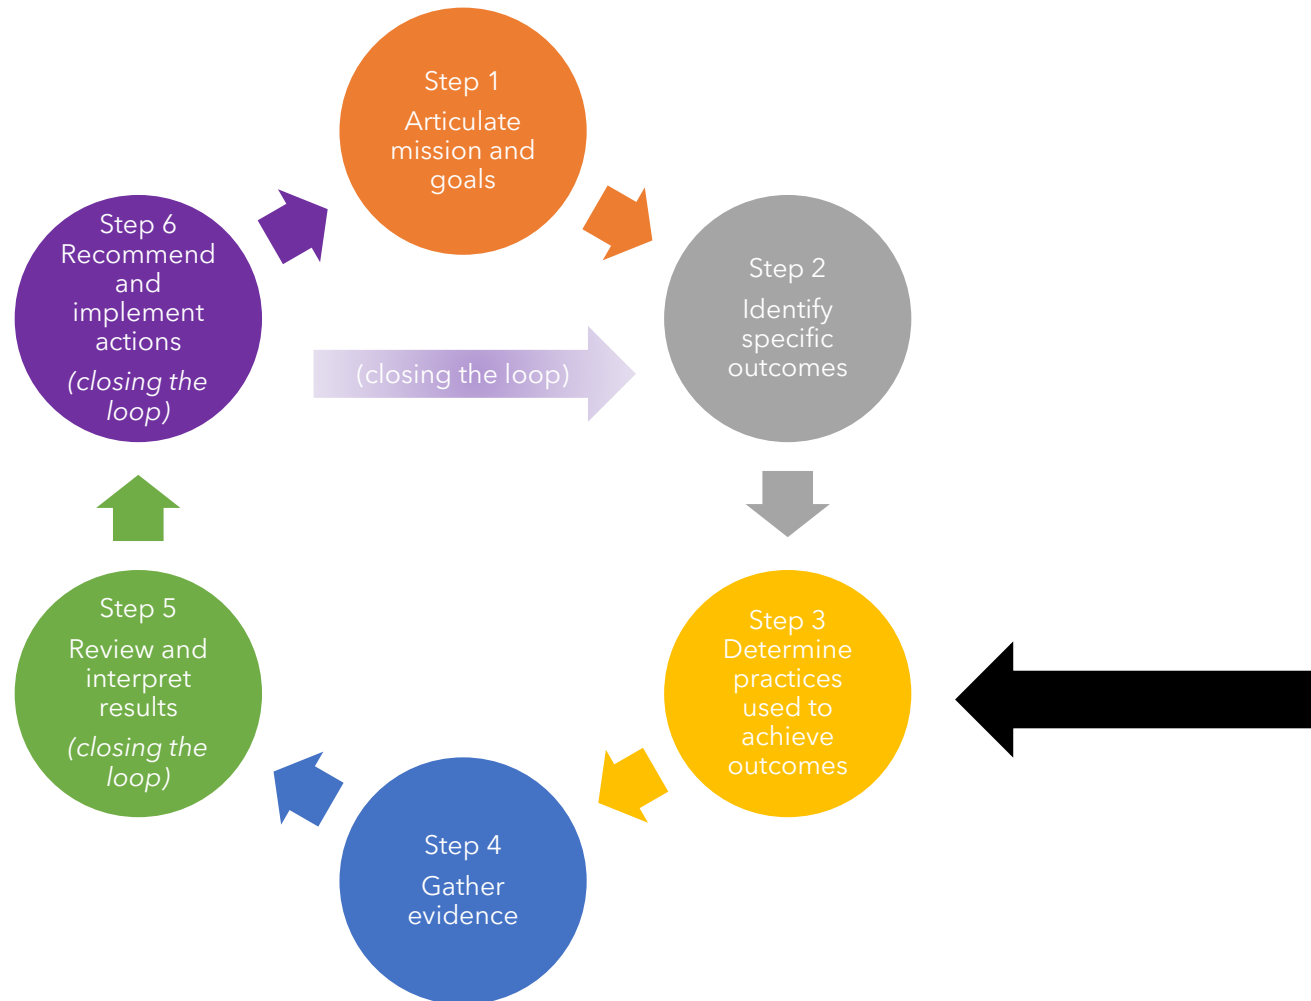 Step 1
Articulate
mission and
goals
Step 2
Identify
specific
outcomes
Step 3
Determine
practices
used to
achieve
outcomes
Step 4
Gather
evidence
Step 5
Review and
interpret
results
(closing the
loop)
Step 6
Recommend
and
implement
actions
(closing the
loop)
(closing the loop)